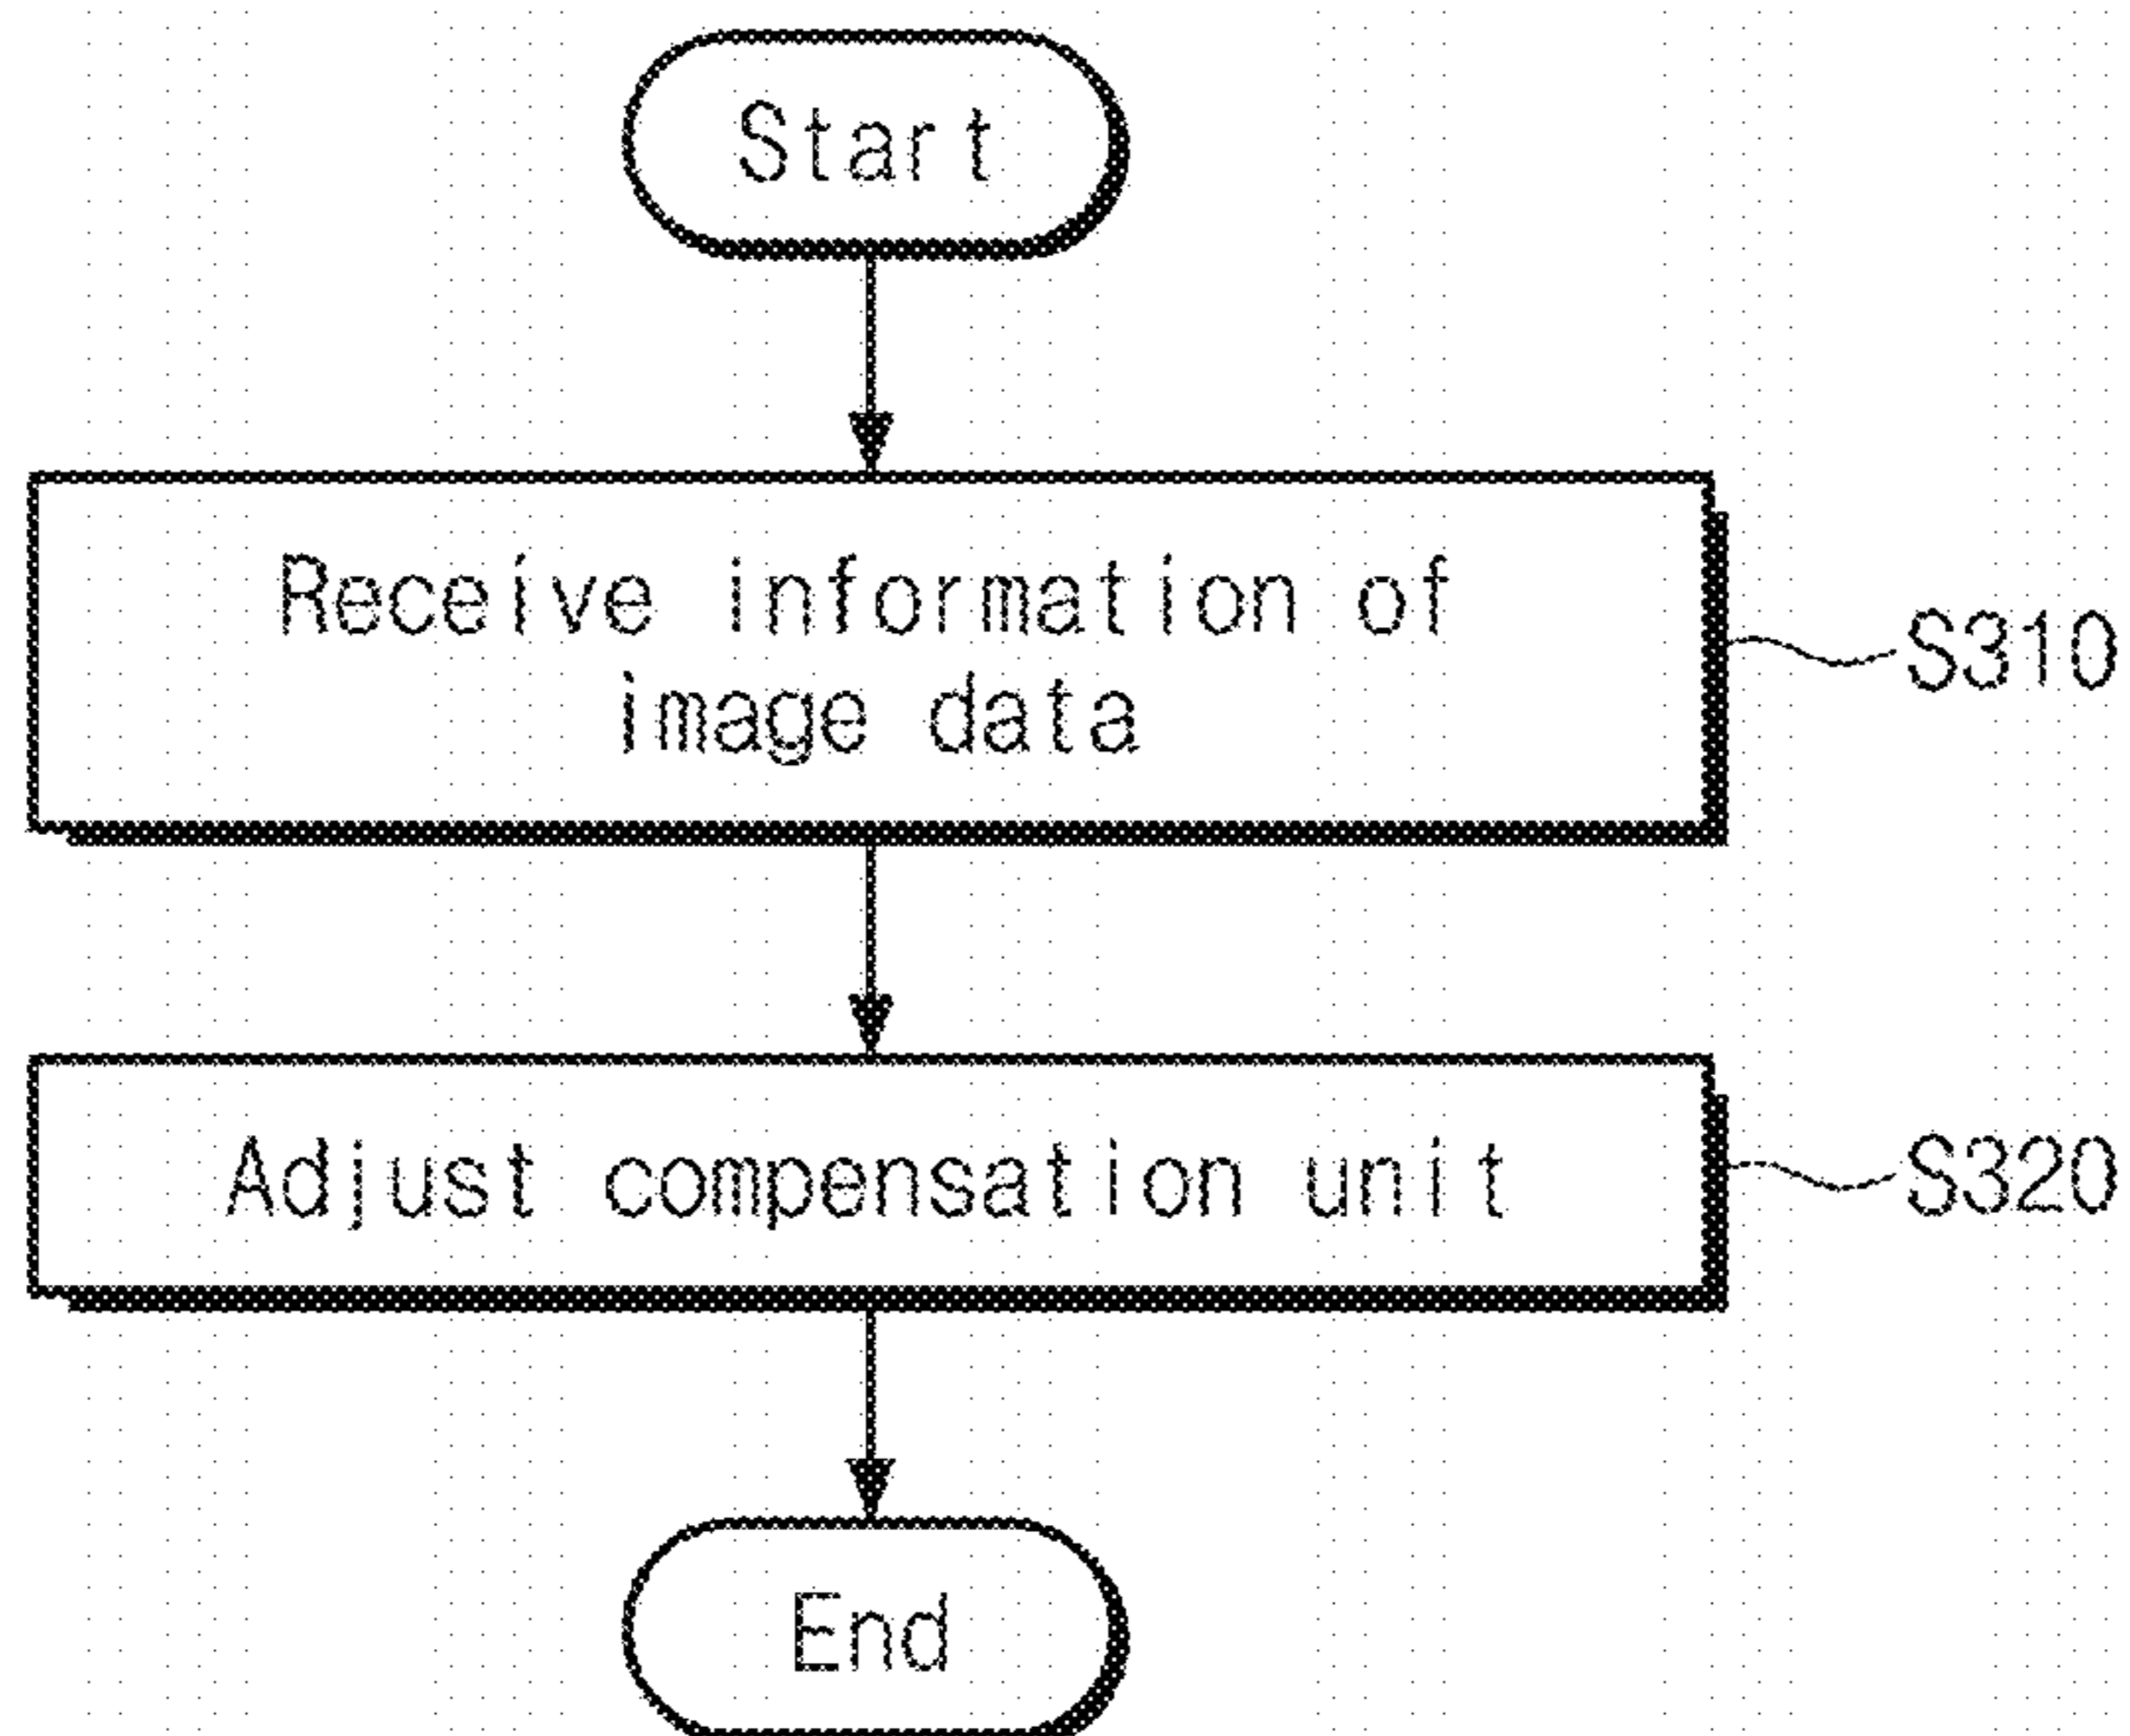 Start
Receive information of
image data
S310
Adjust compensation unit
S320
End